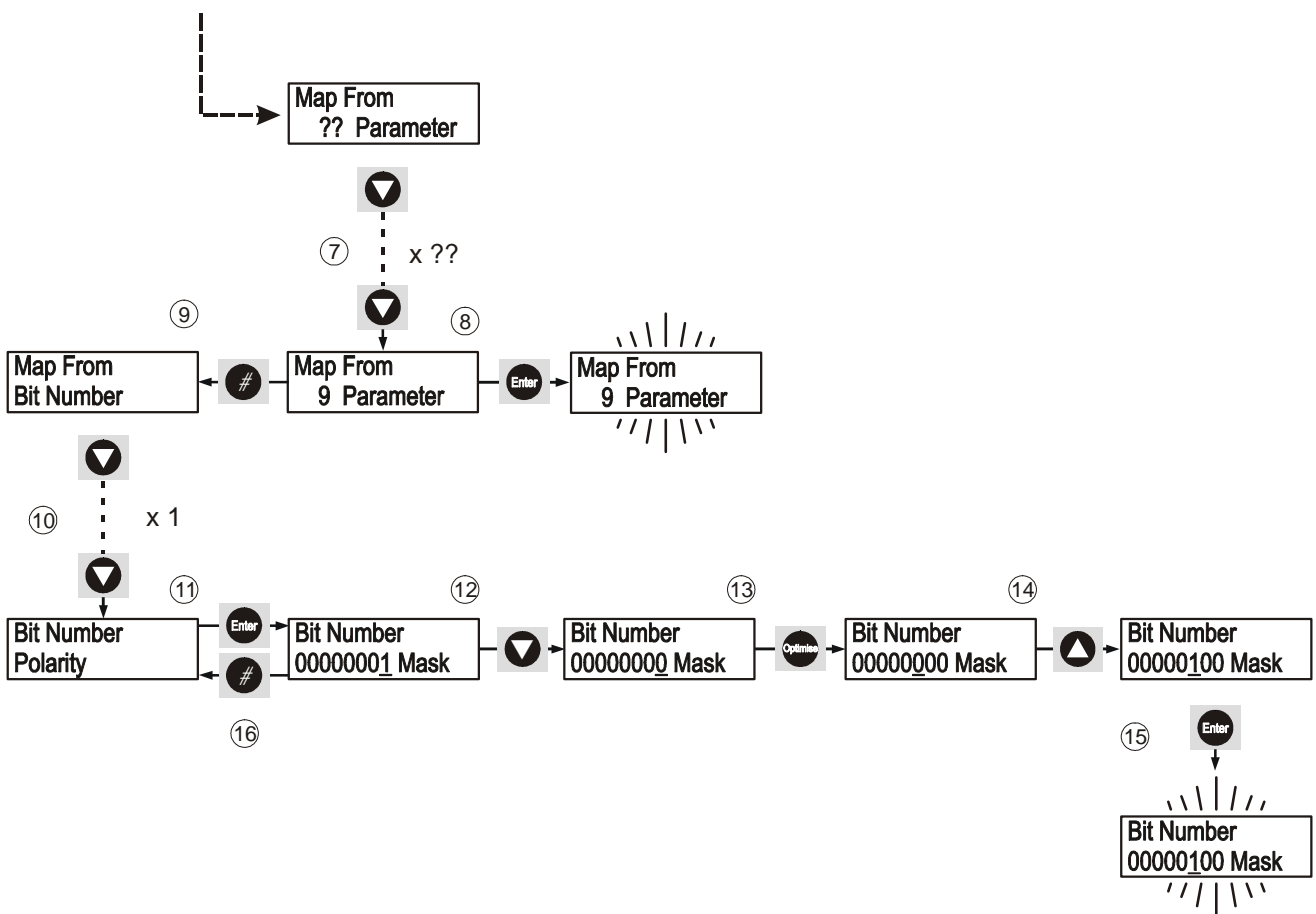 Map From
?? Parameter
7
x ??
9
8
Map From
Bit Number
#
Map From
9 Parameter
Enter
Map From
9 Parameter
10
x 1
11
12
13
14
Bit Number
Polarity
Enter
#
Bit Number
00000001 Mask
Bit Number
00000000 Mask
Optimise
Bit Number
00000000 Mask
Bit Number
00000100 Mask
16
15
Enter
Bit Number
00000100 Mask